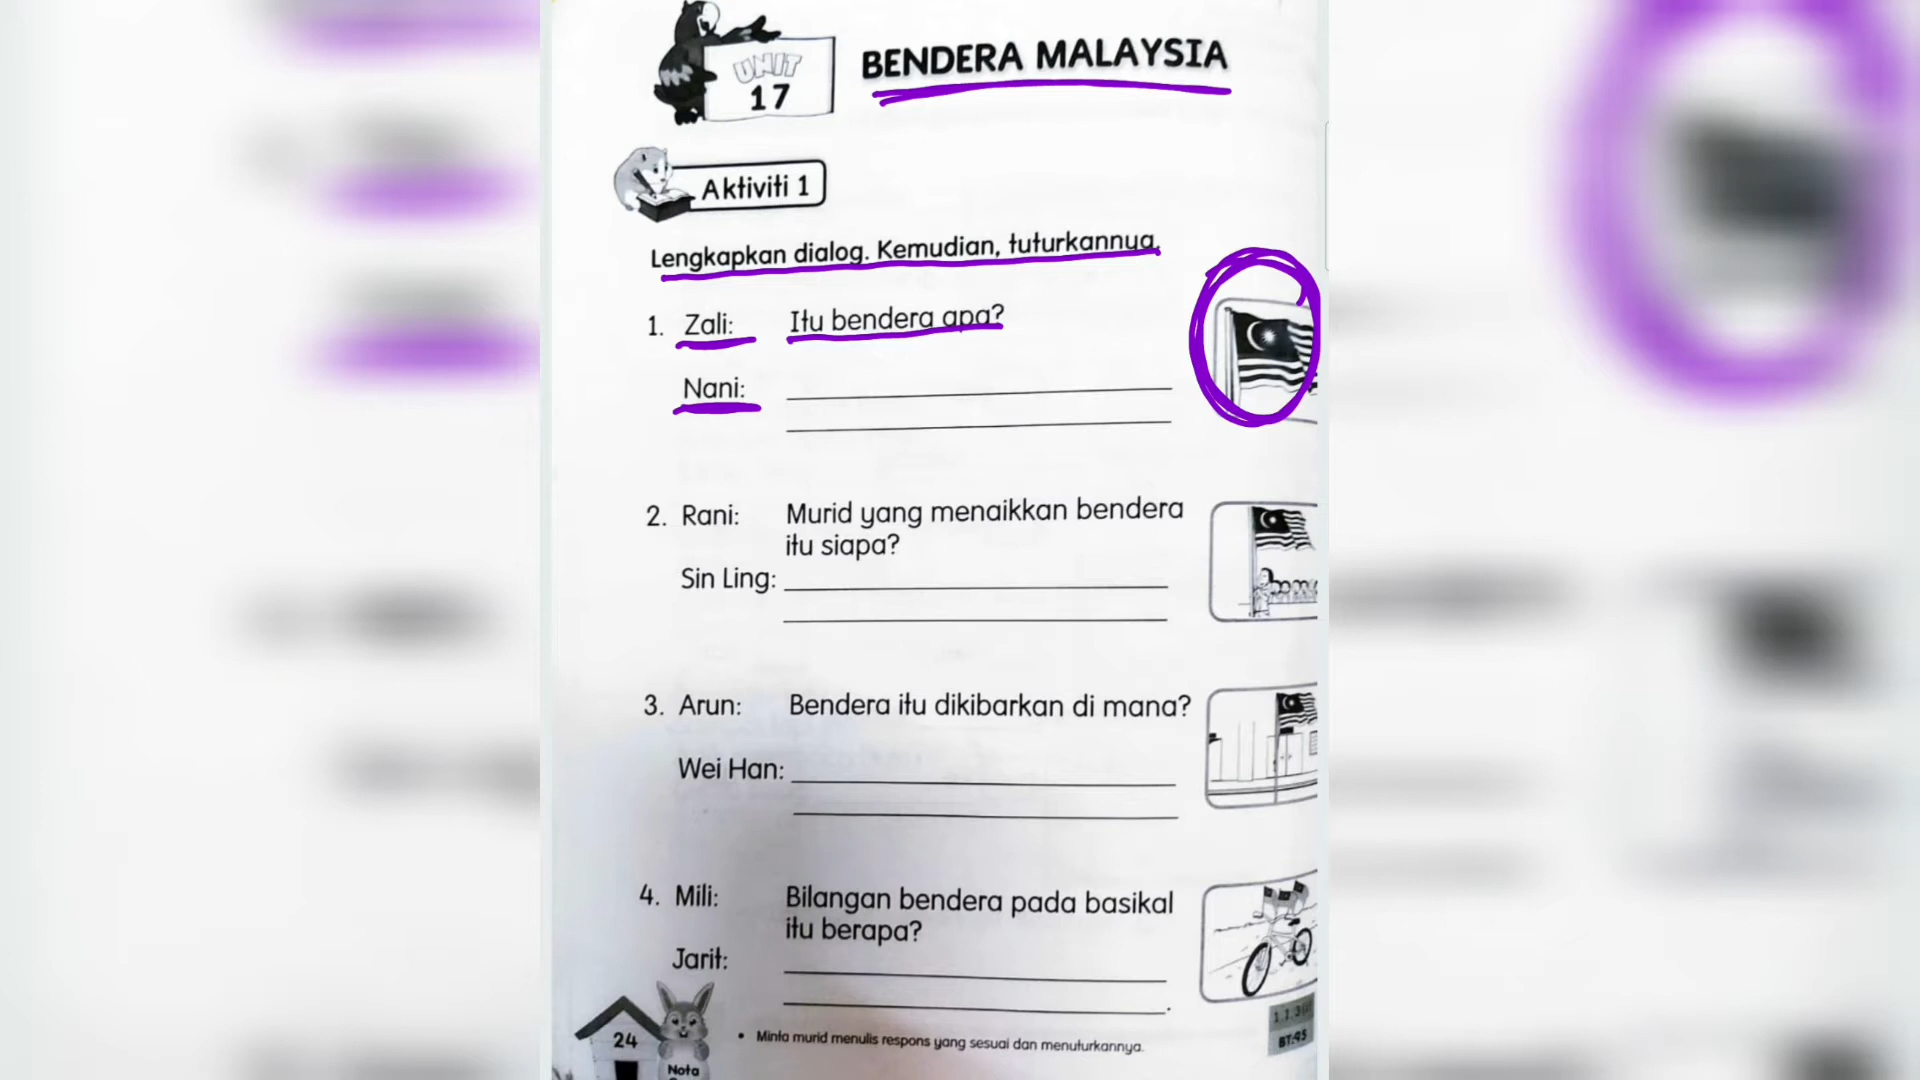 UNIT
17
BENDERA MALAYSIA
Aktiviti 1
Lengkapkan dialog. Kemudian, tuturkannya.
1. Zali: Itu bendera apa?
Nani:
2. Rani: Murid yang menaikkan bendera
itu siapa?
Sin Ling:
3. Arun: Bendera itu dikibarkan di mana?
Wei Han:
4. Mili: Bilangan bendera pada basikal
itu berapa?
Jarit:
24
• Minta murid menulis respons yang sesuai dan menuturkannya.
BT:95
Nota